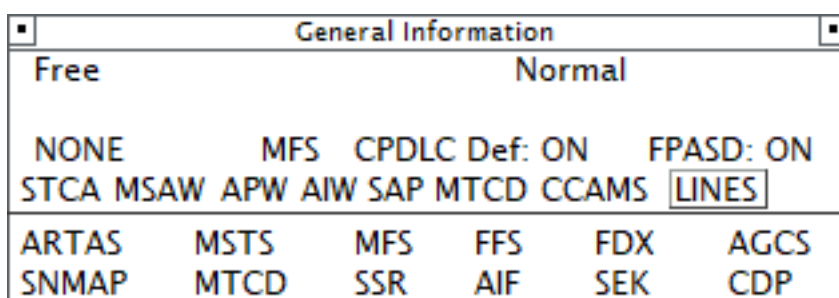 General Information
Free Normal
NONE MFS CPDLC Def: ON FPASD: ON
STCA MSAW APW AIW SAP MTCD CCAMS LINES
ARTAS MSTS MFS FFS FDX AGCS
SNMAP MTCD SSR AIF SEK CDP